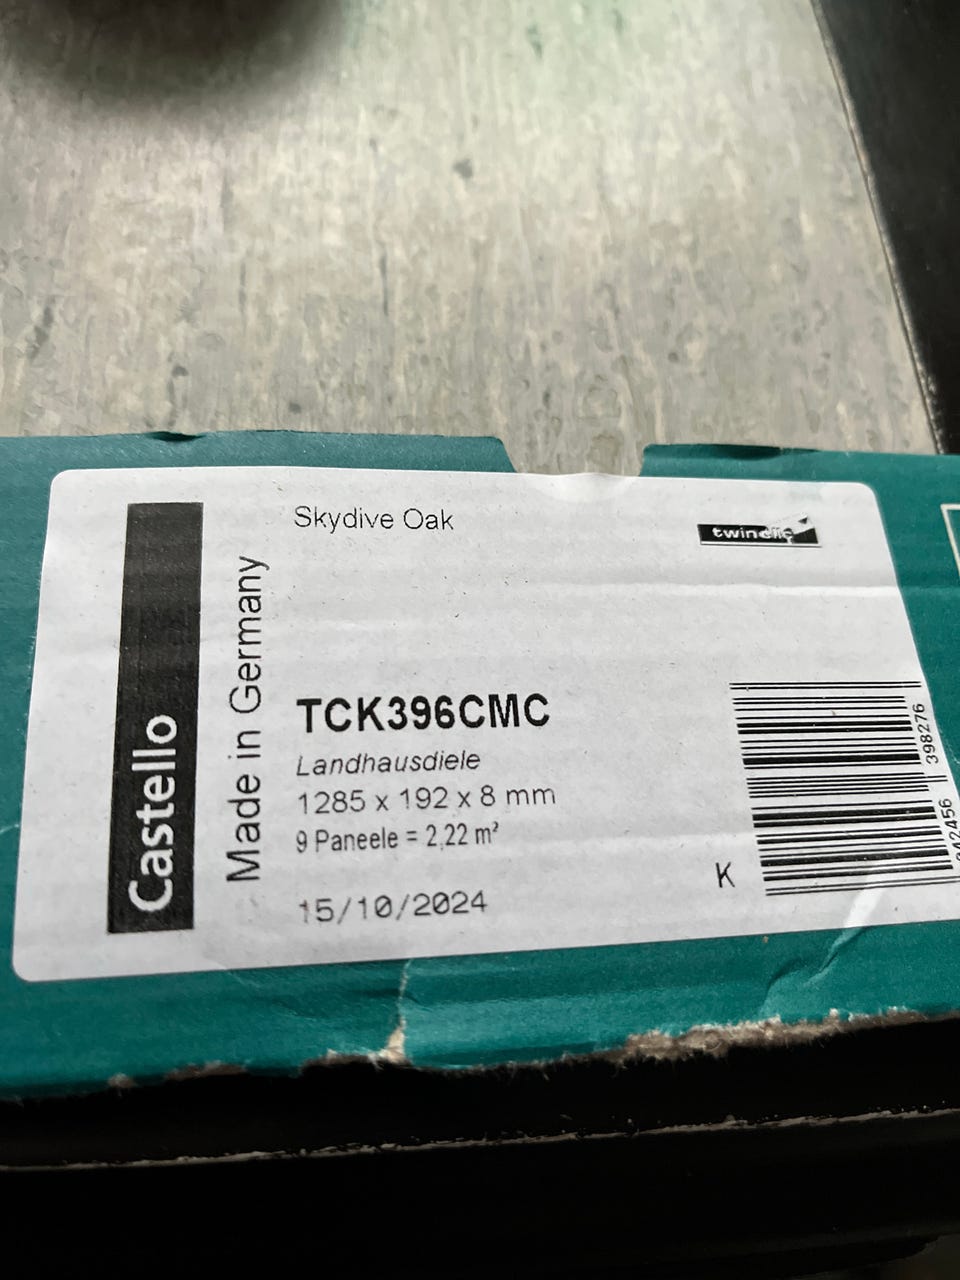 Skydive Oak
Castello
Made in Germany
TCK396CMC
Landhausdiele
1285 x 192 x 8 mm
9 Paneele = 2,22 m²
15/10/2024
K
398276